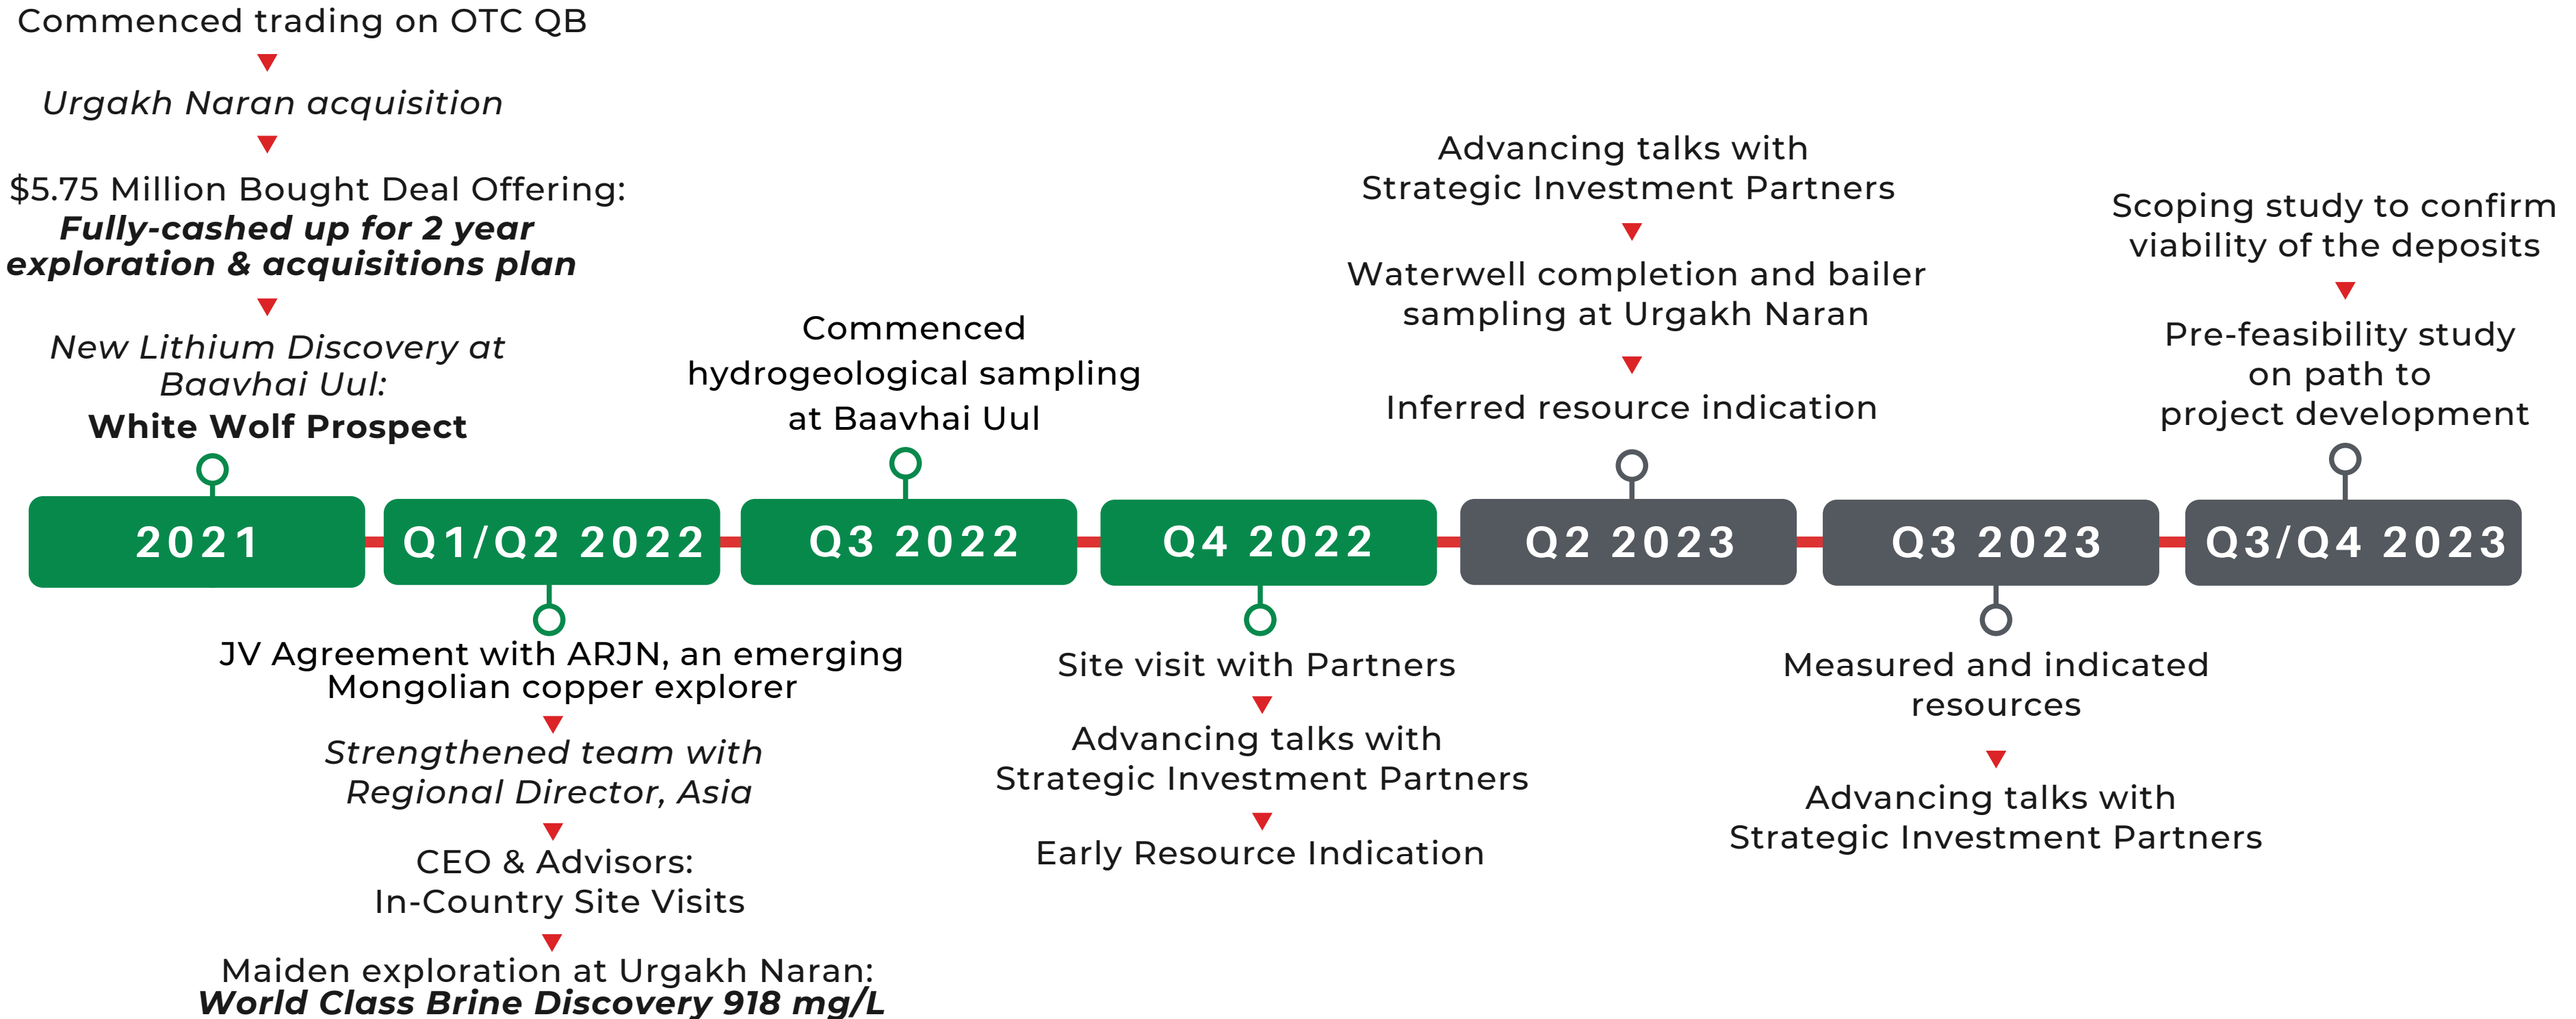 Commenced trading on OTC QB
Urgakh Naran acquisition
$5.75 Million Bought Deal Offering:
Fully-cashed up for 2 year
exploration & acquisitions plan
New Lithium Discovery at
Baavhai Uul:
White Wolf Prospect
Commenced
hydrogeological sampling
at Baavhai Uul
Advancing talks with
Strategic Investment Partners
Waterwell completion and bailer
sampling at Urgakh Naran
Inferred resource indication
Scoping study to confirm
viability of the deposits
Pre-feasibility study
on path to
project development
2021
Q1/Q2 2022
Q3 2022
Q4 2022
Q2 2023
Q3 2023
Q3/Q4 2023
JV Agreement with ARJN, an emerging
Mongolian copper explorer
Strengthened team with
Regional Director, Asia
CEO & Advisors:
In-Country Site Visits
Maiden exploration at Urgakh Naran:
World Class Brine Discovery 918 mg/L
Site visit with Partners
Advancing talks with
Strategic Investment Partners
Early Resource Indication
Measured and indicated
resources
Advancing talks with
Strategic Investment Partners